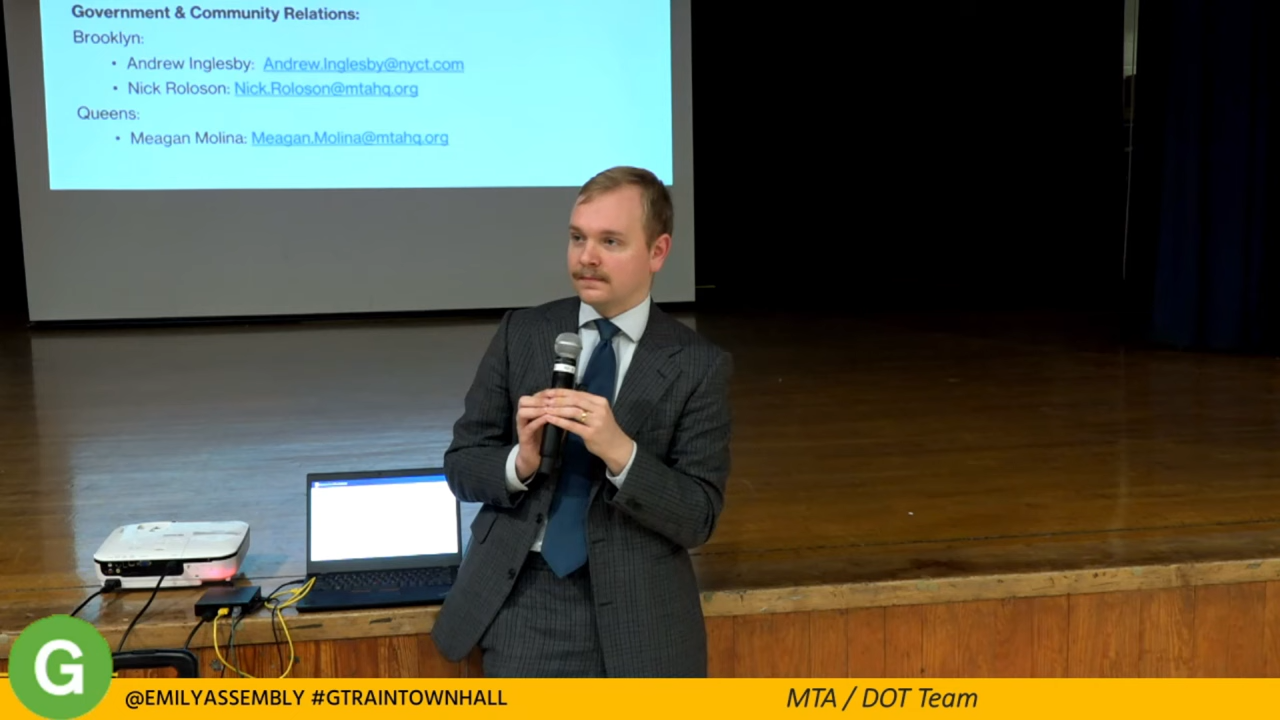 Government & Community Relations:
Brooklyn:
• Andrew Inglesby: Andrew.Inglesby@nyct.com
• Nick Roloson: Nick.Roloson@mtahq.org
Queens:
• Meagan Molina: Meagan.Molina@mtahq.org
G
@EMILYASSEMBLY #GTRAINTOWNHALL
MTA / DOT Team